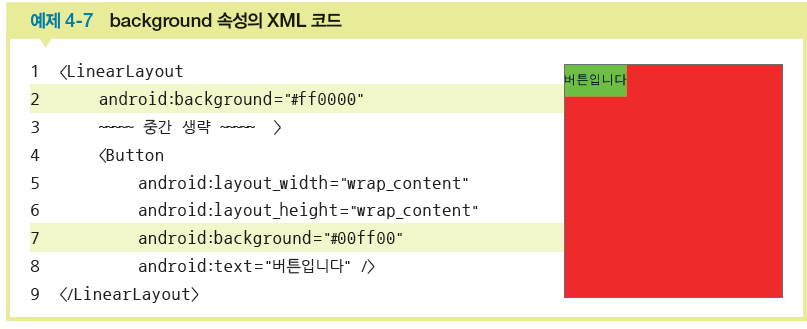 예제 4-7 background 속성의 XML 코드
1 <LinearLayout
2 android:background="#ff0000"
3 ~~~~~ 중간 생략 ~~~~~ >
4 <Button
5 android:layout_width="wrap_content"
6 android:layout_height="wrap_content"
7 android:background="#00ff00"
8 android:text="버튼입니다" />
9 </LinearLayout>
버튼입니다